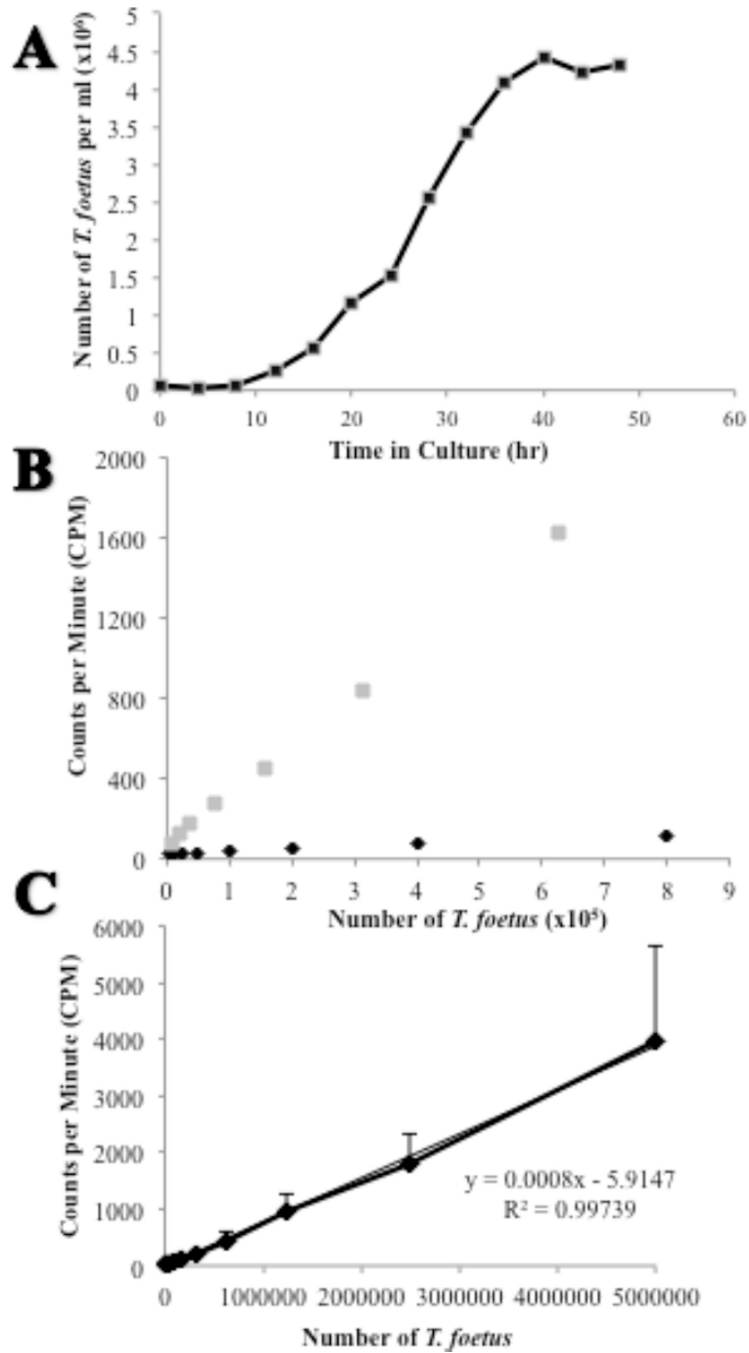 A
Number of T. foetus per ml (x10⁶)
5
4.5
4
3.5
3
2.5
2
1.5
1
0.5
0
0 10 20 30 40 50 60
Time in Culture (hr)
B
Counts per Minute (CPM)
2000
1600
1200
800
400
0
0 1 2 3 4 5 6 7 8 9
Number of T. foetus (x10⁵)
C
Counts per Minute (CPM)
6000
5000
4000
3000
2000
1000
0
y = 0.0008x - 5.9147
R² = 0.99739
0 1000000 2000000 3000000 4000000 5000000
Number of T. foetus